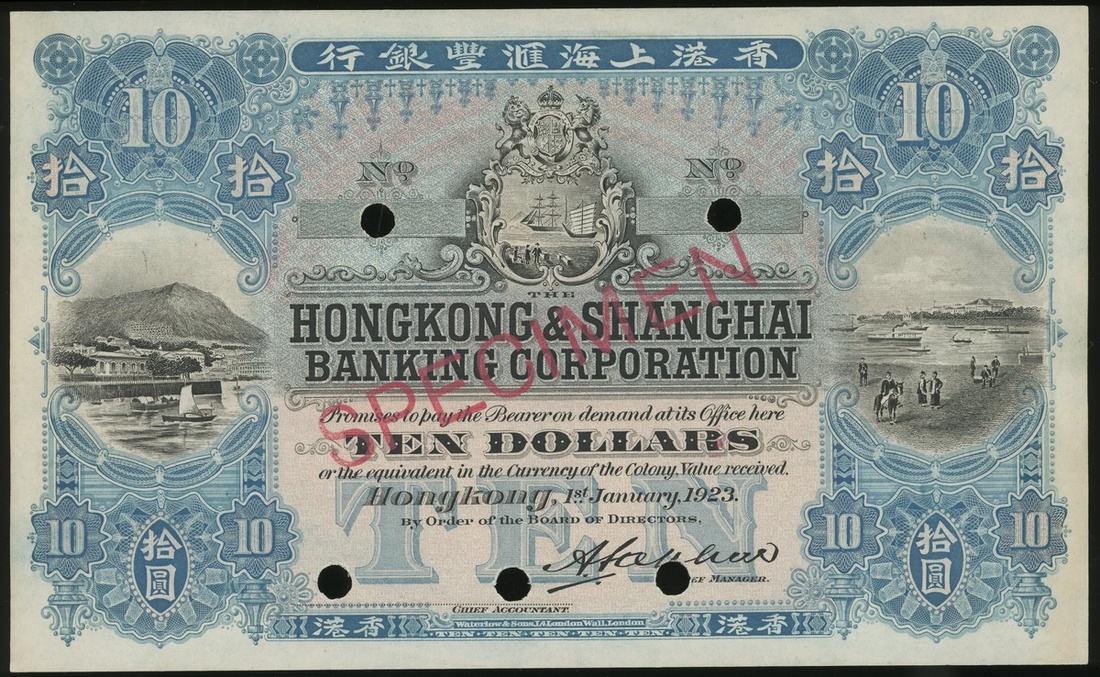 香港上海滙豐銀行
10
10
拾
拾
拾
拾
No.
No.
THE
HONGKONG & SHANGHAI
BANKING CORPORATION
SPECIMEN
Promises to pay the Bearer on demand at its Office here
TEN DOLLARS
or the equivalent in the Currency of the Colony, Value received.
Hongkong, 1st January, 1923.
By Order of the BOARD OF DIRECTORS,
TEN
10
拾圓
10
10
拾圓
10
MANAGER.
CHIEF ACCOUNTANT.
香港
Waterlow & Sons, Ld London Wall, London.
TEN · TEN · TEN · TEN · TEN
香港